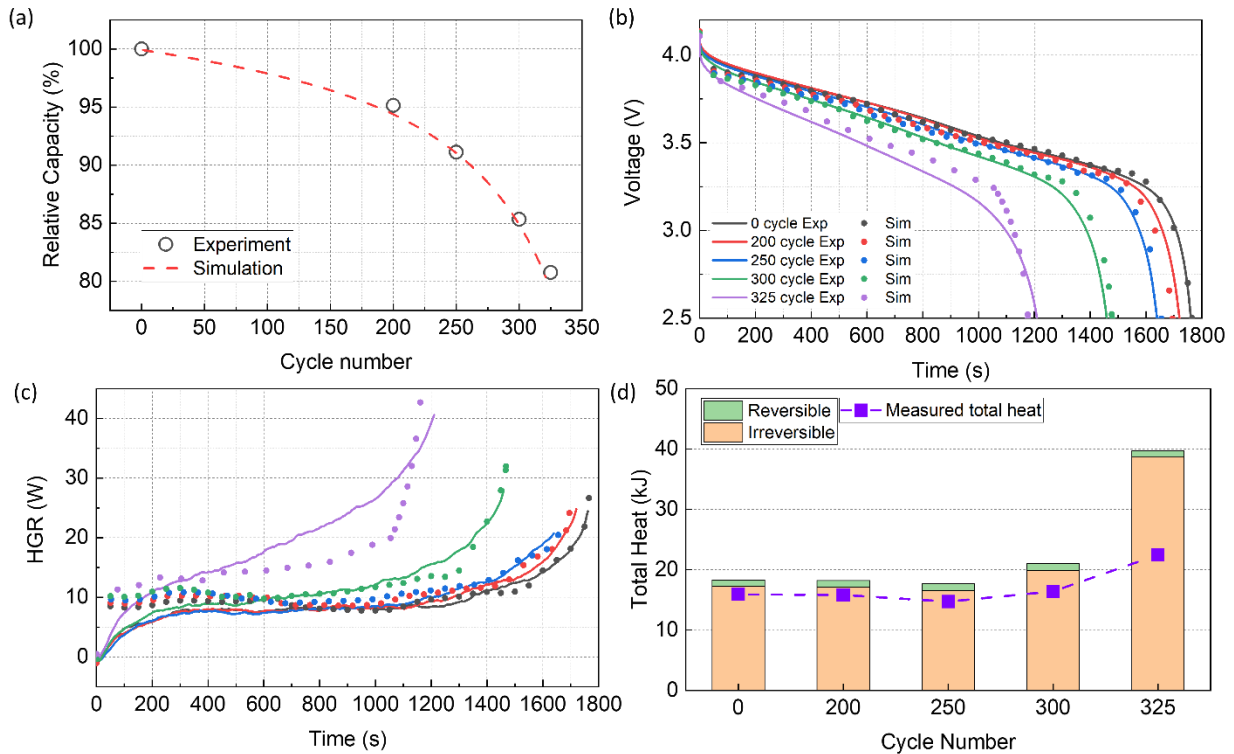 (a)
100
95
90
85
80
Relative Capacity (%)
Experiment
Simulation
0
50
100
150
200
250
300
350
Cycle number
(b)
4.0
3.5
3.0
2.5
Voltage (V)
0 cycle Exp Sim
200 cycle Exp Sim
250 cycle Exp Sim
300 cycle Exp Sim
325 cycle Exp Sim
0
200
400
600
800
1000
1200
1400
1600
1800
Time (s)
(c)
40
30
20
10
0
HGR (W)
0
200
400
600
800
1000
1200
1400
1600
1800
Time (s)
(d)
50
40
30
20
10
0
Total Heat (kJ)
Reversible
Irreversible
Measured total heat
0
200
250
300
325
Cycle Number